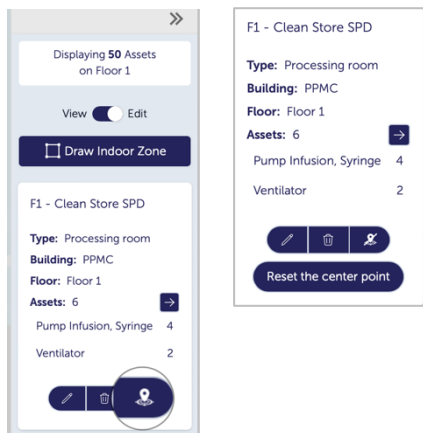 Displaying 50 Assets
on Floor 1
View Edit
Draw Indoor Zone
F1 - Clean Store SPD
Type: Processing room
Building: PPMC
Floor: Floor 1
Assets: 6
Pump Infusion, Syringe 4
Ventilator 2
F1 - Clean Store SPD
Type: Processing room
Building: PPMC
Floor: Floor 1
Assets: 6
Pump Infusion, Syringe 4
Ventilator 2
Reset the center point